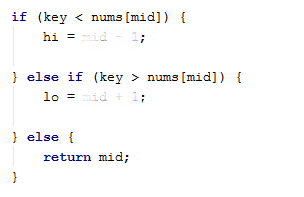 if (key < nums[mid]) {
hi = mid - 1;
} else if (key > nums[mid]) {
lo = mid + 1;
} else {
return mid;
}